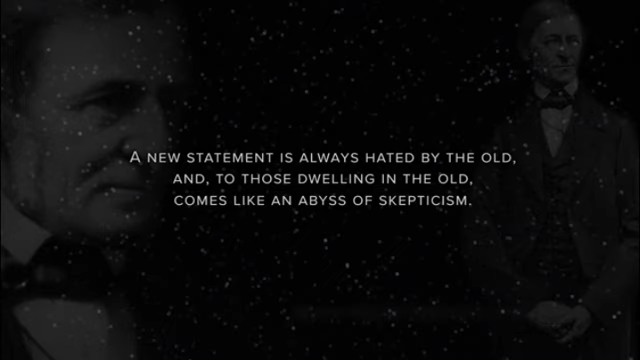 A NEW STATEMENT IS ALWAYS HATED BY THE OLD,
AND, TO THOSE DWELLING IN THE OLD,
COMES LIKE AN ABYSS OF SKEPTICISM.